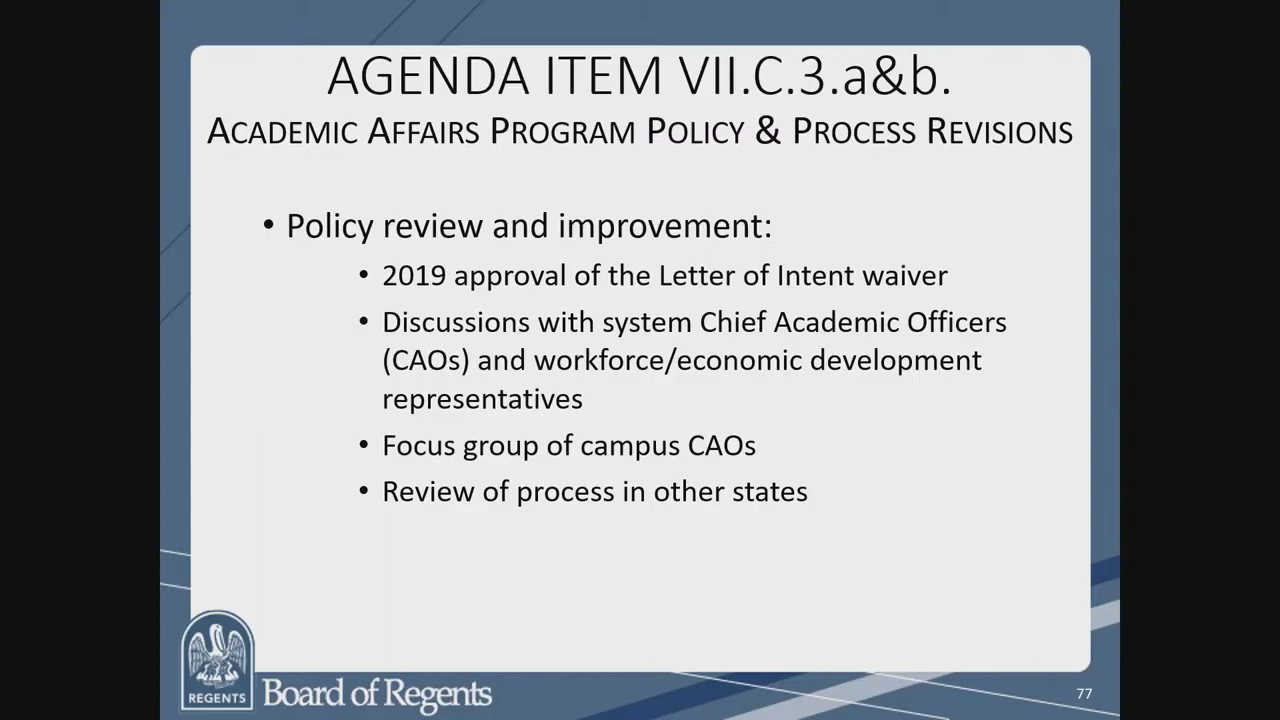 AGENDA ITEM VII.C.3.a&b.
ACADEMIC AFFAIRS PROGRAM POLICY & PROCESS REVISIONS
• Policy review and improvement:
• 2019 approval of the Letter of Intent waiver
• Discussions with system Chief Academic Officers
(CAOs) and workforce/economic development
representatives
• Focus group of campus CAOs
• Review of process in other states
REGENTS
Board of Regents
77